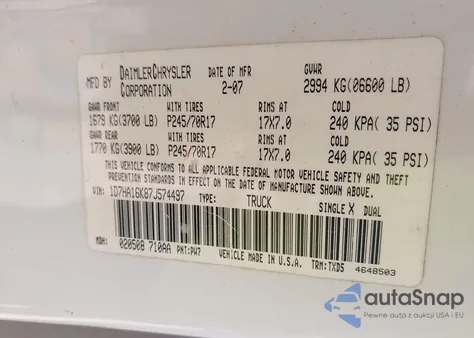 MFD BY DAIMLERCHRYSLER CORPORATION DATE OF MFR 2-07 GVWR 2994 KG(06600 LB)
GAWR FRONT WITH TIRES RIMS AT COLD
1679 KG(3700 LB) P245/70R17 17X7.0 240 KPA( 35 PSI)
GAWR REAR WITH TIRES RIMS AT COLD
1770 KG(3900 LB) P245/70R17 17X7.0 240 KPA( 35 PSI)
THIS VEHICLE CONFORMS TO ALL APPLICABLE FEDERAL MOTOR VEHICLE SAFETY AND THEFT
PREVENTION STANDARDS IN EFFECT ON THE DATE OF MANUFACTURE SHOWN ABOVE.
VIN: 1D7HA16K87J574497 TYPE: TRUCK SINGLE X DUAL
MDH: 020508 710AA PNT:PW7 VEHICLE MADE IN U.S.A. TRM:TXD5 4648503
autoSnap
Pewne auto z aukcji USA i EU